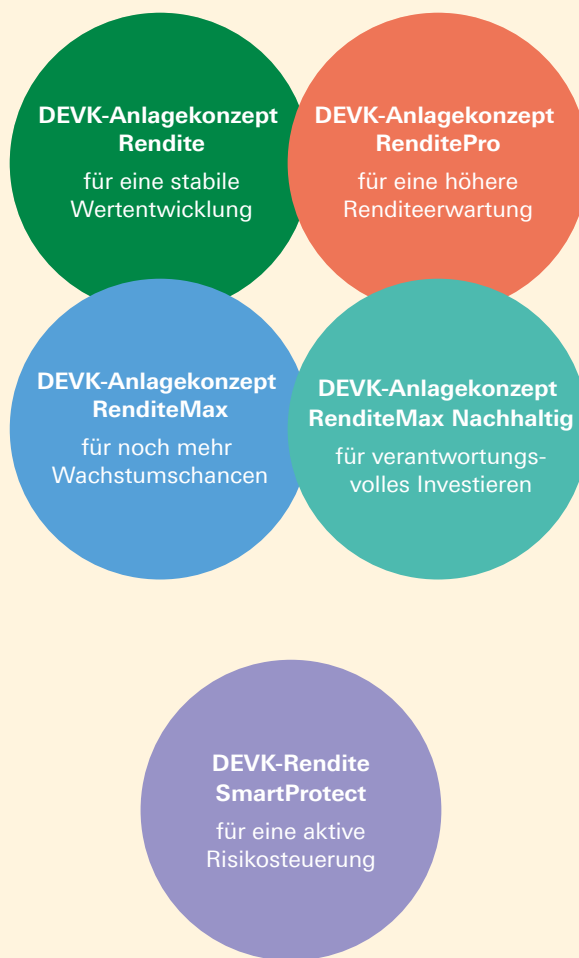 DEVK-Anlagekonzept
Rendite
für eine stabile
Wertentwicklung
DEVK-Anlagekonzept
RenditePro
für eine höhere
Renditeerwartung
DEVK-Anlagekonzept
RenditeMax
für noch mehr
Wachstumschancen
DEVK-Anlagekonzept
RenditeMax Nachhaltig
für verantwortungs-
volles Investieren
DEVK-Rendite
SmartProtect
für eine aktive
Risikosteuerung